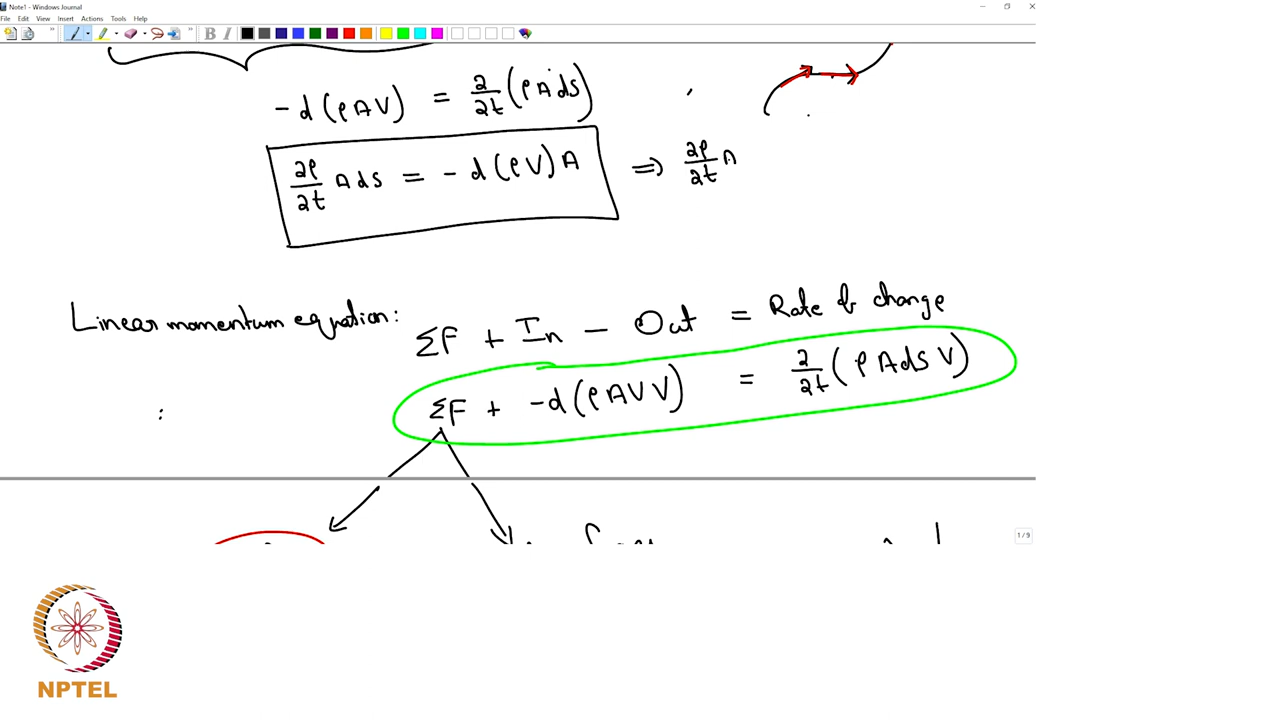 Note1 - Windows Journal
File Edit View Insert Actions Tools Help
B I
-d(ρAV) = ∂/∂t(ρAds)
∂ρ/∂t Ads = -d(ρV)A ⇒ ∂ρ/∂t A
Linear momentum equation:
ΣF + In - Out = Rate of change
ΣF + -d(ρAVV) = ∂/∂t(ρAdsV)
1/9
NPTEL